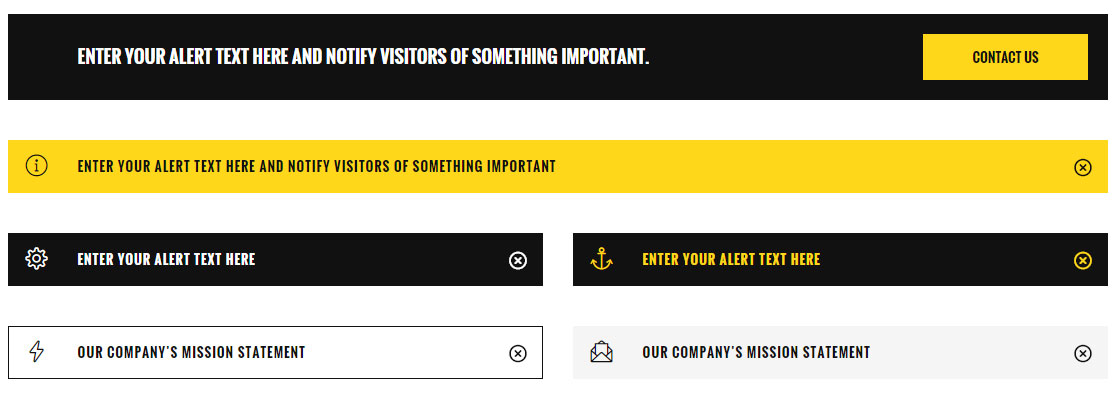 ENTER YOUR ALERT TEXT HERE AND NOTIFY VISITORS OF SOMETHING IMPORTANT.
CONTACT US
ENTER YOUR ALERT TEXT HERE AND NOTIFY VISITORS OF SOMETHING IMPORTANT
ENTER YOUR ALERT TEXT HERE
ENTER YOUR ALERT TEXT HERE
OUR COMPANY'S MISSION STATEMENT
OUR COMPANY'S MISSION STATEMENT